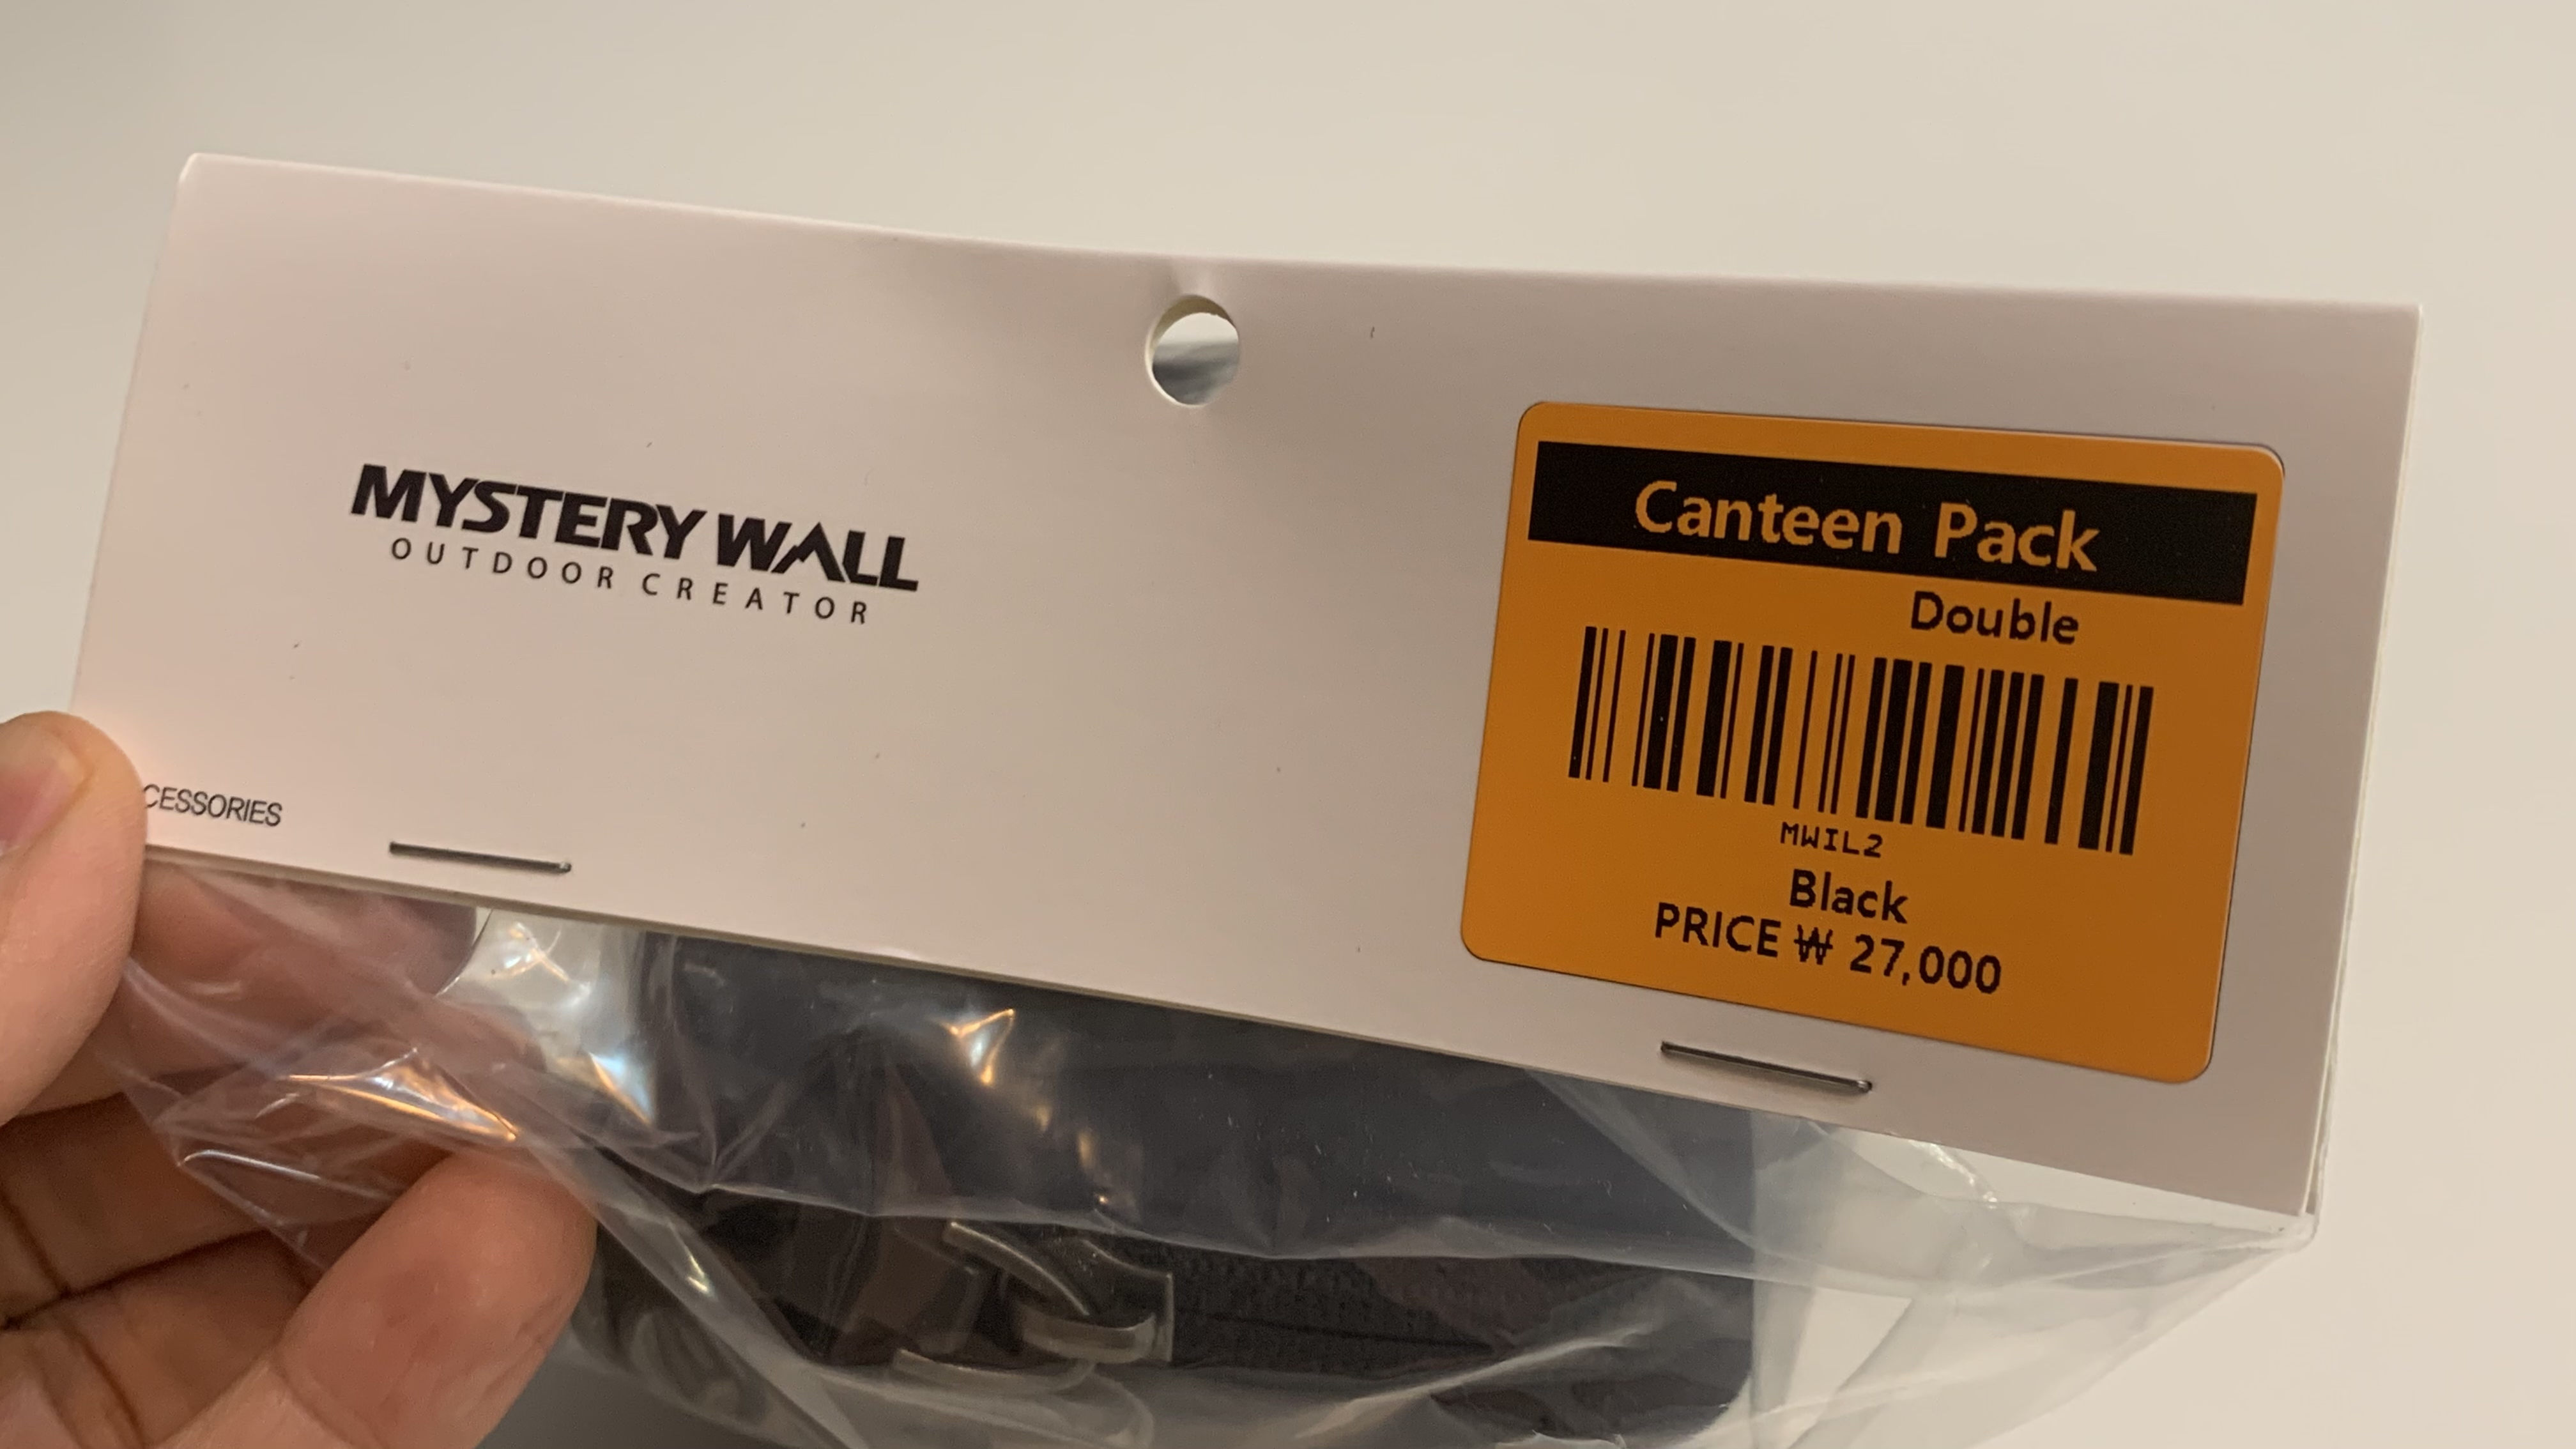 MYSTERY WALL
OUTDOOR CREATOR
CESSORIES
Canteen Pack
Double
MWIL2
Black
PRICE ₩ 27,000